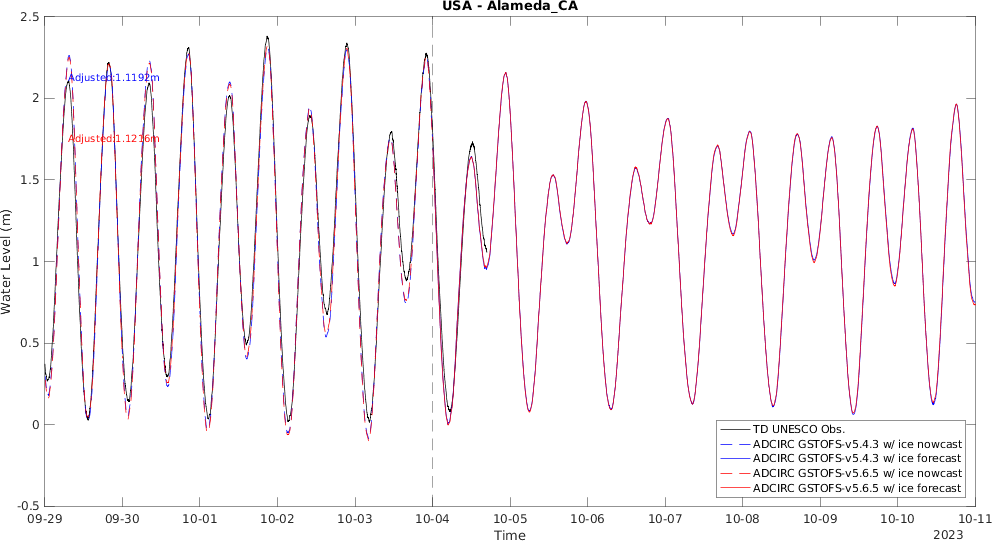 USA - Alameda_CA
2.5
2
1.5
1
0.5
0
-0.5
Water Level (m)
Adjusted:1.1192m
Adjusted:1.1216m
TD UNESCO Obs.
ADCIRC GSTOFS-v5.4.3 w/ ice nowcast
ADCIRC GSTOFS-v5.4.3 w/ ice forecast
ADCIRC GSTOFS-v5.6.5 w/ ice nowcast
ADCIRC GSTOFS-v5.6.5 w/ ice forecast
09-29 09-30 10-01 10-02 10-03 10-04 10-05 10-06 10-07 10-08 10-09 10-10 10-11
Time
2023